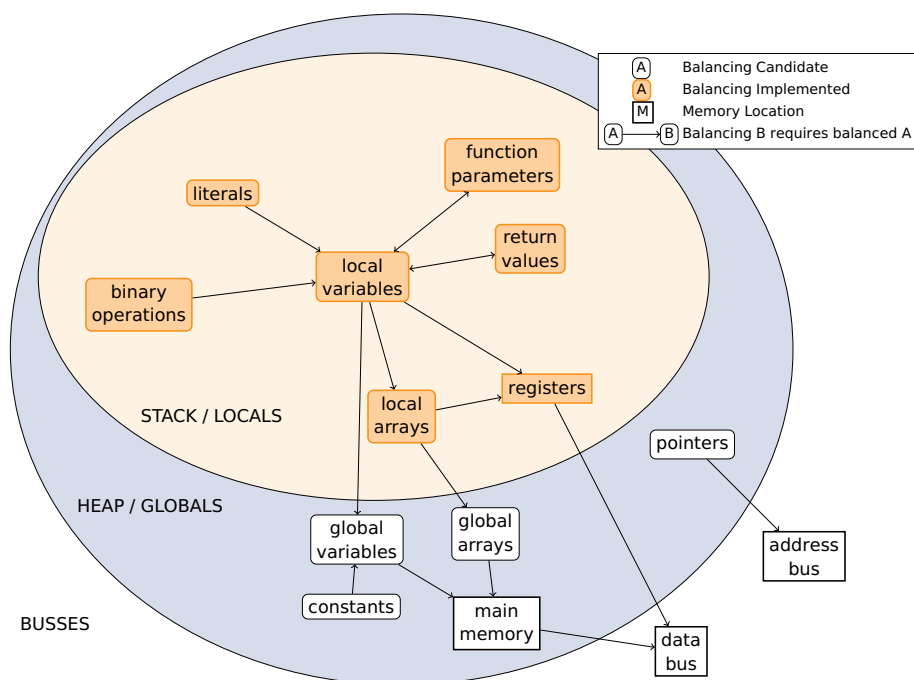 A Balancing Candidate
A Balancing Implemented
M Memory Location
A B Balancing B requires balanced A
function
parameters
literals
return
values
local
variables
binary
operations
registers
local
arrays
STACK / LOCALS
pointers
HEAP / GLOBALS
global
variables
global
arrays
address
bus
constants
main
memory
BUSSES
data
bus